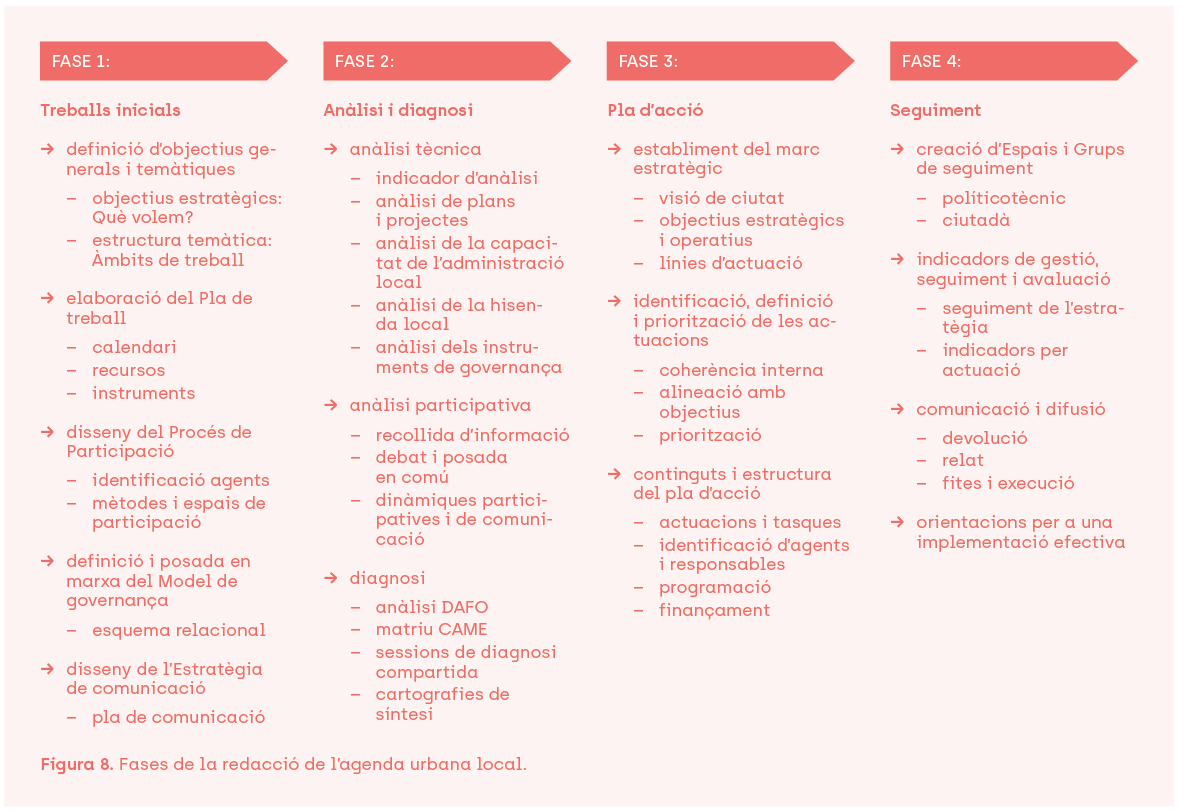 FASE 1:
Treballs inicials
→ definició d'objectius ge-
nerals i temàtiques
– objectius estratègics:
Què volem?
– estructura temàtica:
Àmbits de treball
→ elaboració del Pla de
treball
– calendari
– recursos
– instruments
→ disseny del Procés de
Participació
– identificació agents
– mètodes i espais de
participació
→ definició i posada en
marxa del Model de
governança
– esquema relacional
→ disseny de l'Estratègia
de comunicació
– pla de comunicació
FASE 2:
Anàlisi i diagnosi
→ anàlisi tècnica
– indicador d'anàlisi
– anàlisi de plans
i projectes
– anàlisi de la capaci-
tat de l'administració
local
– anàlisi de la hisen-
da local
– anàlisi dels instru-
ments de governança
→ anàlisi participativa
– recollida d'informació
– debat i posada
en comú
– dinàmiques partici-
patives i de comuni-
cació
→ diagnosi
– anàlisi DAFO
– matriu CAME
– sessions de diagnosi
compartida
– cartografies de
síntesi
FASE 3:
Pla d'acció
→ establiment del marc
estratègic
– visió de ciutat
– objectius estratègics
i operatius
– línies d'actuació
→ identificació, definició
i priorització de les ac-
tuacions
– coherència interna
– alineació amb
objectius
– priorització
→ continguts i estructura
del pla d'acció
– actuacions i tasques
– identificació d'agents
i responsables
– programació
– finançament
FASE 4:
Seguiment
→ creació d'Espais i Grups
de seguiment
– políticotècnic
– ciutadà
→ indicadors de gestió,
seguiment i avaluació
– seguiment de l'estra-
tègia
– indicadors per
actuació
→ comunicació i difusió
– devolució
– relat
– fites i execució
→ orientacions per a una
implementació efectiva
Figura 8. Fases de la redacció de l'agenda urbana local.